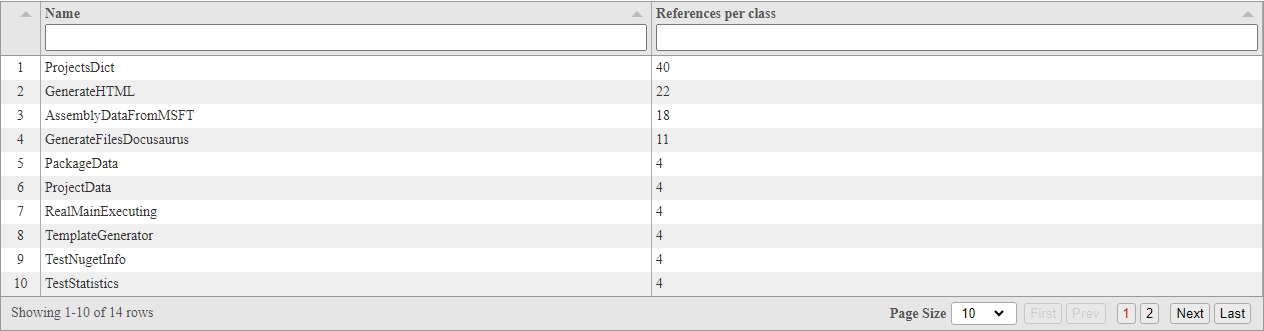 Name References per class
1 ProjectsDict 40
2 GenerateHTML 22
3 AssemblyDataFromMSFT 18
4 GenerateFilesDocusaurus 11
5 PackageData 4
6 ProjectData 4
7 RealMainExecuting 4
8 TemplateGenerator 4
9 TestNugetInfo 4
10 TestStatistics 4
Showing 1-10 of 14 rows Page Size 10 First Prev 1 2 Next Last